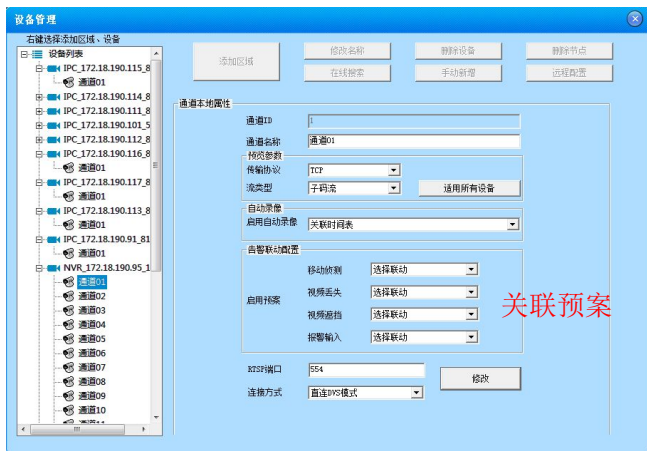 设备管理
右键选择添加区域、设备
设备列表
IPC_172.18.190.115_8
通道01
IPC_172.18.190.114_8
IPC_172.18.190.111_8
IPC_172.18.190.101_5
IPC_172.18.190.112_8
IPC_172.18.190.116_8
通道01
IPC_172.18.190.117_8
通道01
IPC_172.18.190.113_8
通道01
IPC_172.18.190.91_81
通道01
NVR_172.18.190.95_1
通道01
通道02
通道03
通道04
通道05
通道06
通道07
通道08
通道09
通道10
添加区域
修改名称
删除设备
删除节点
在线搜索
手动新增
远程配置
通道本地属性
通道ID 1
通道名称 通道01
预览参数
传输协议 TCP
流类型 子码流 适用所有设备
自动录像
启用自动录像 关联时间表
告警联动配置
启用预案
移动侦测 选择联动
视频丢失 选择联动
视频遮挡 选择联动
报警输入 选择联动
关联预案
RTSP端口 554
连接方式 直连DVS模式
修改